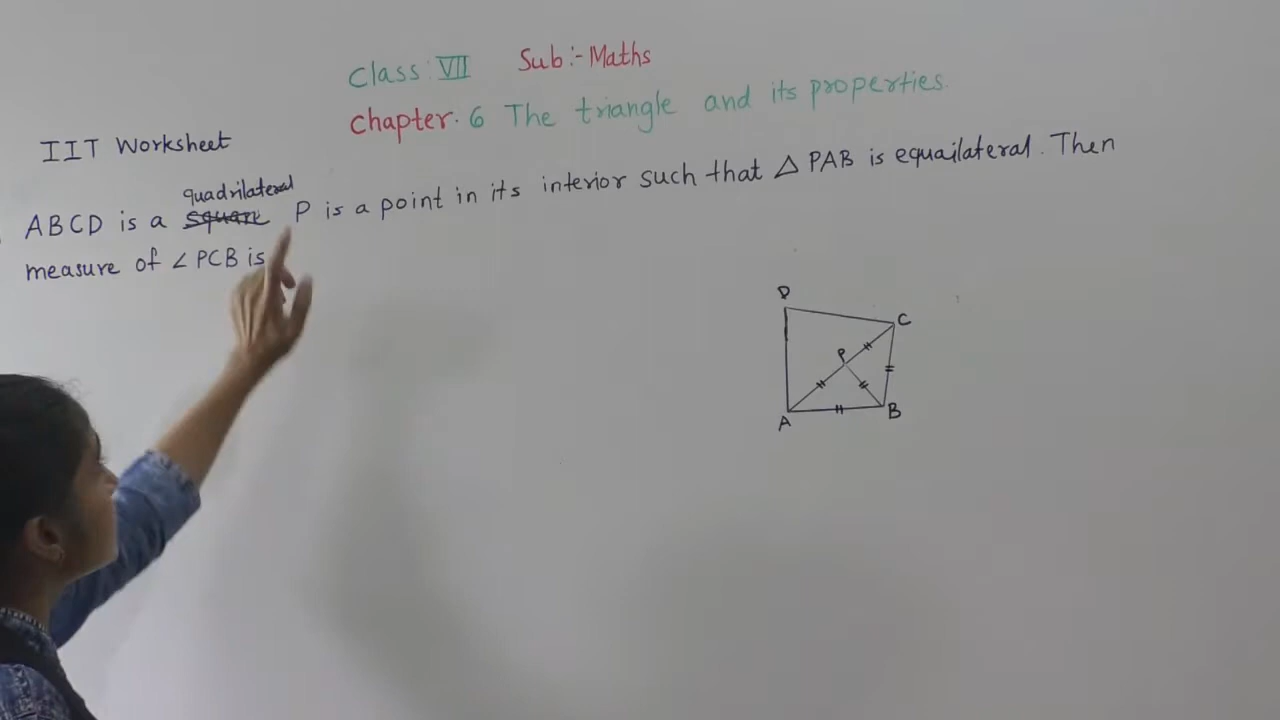 Class : VII Sub :- Maths
Chapter. 6 The triangle and its properties.
IIT Worksheet
quadrilateral
ABCD is a square P is a point in its interior such that △ PAB is equailateral. Then
measure of ∠ PCB is
D
C
P
A
B